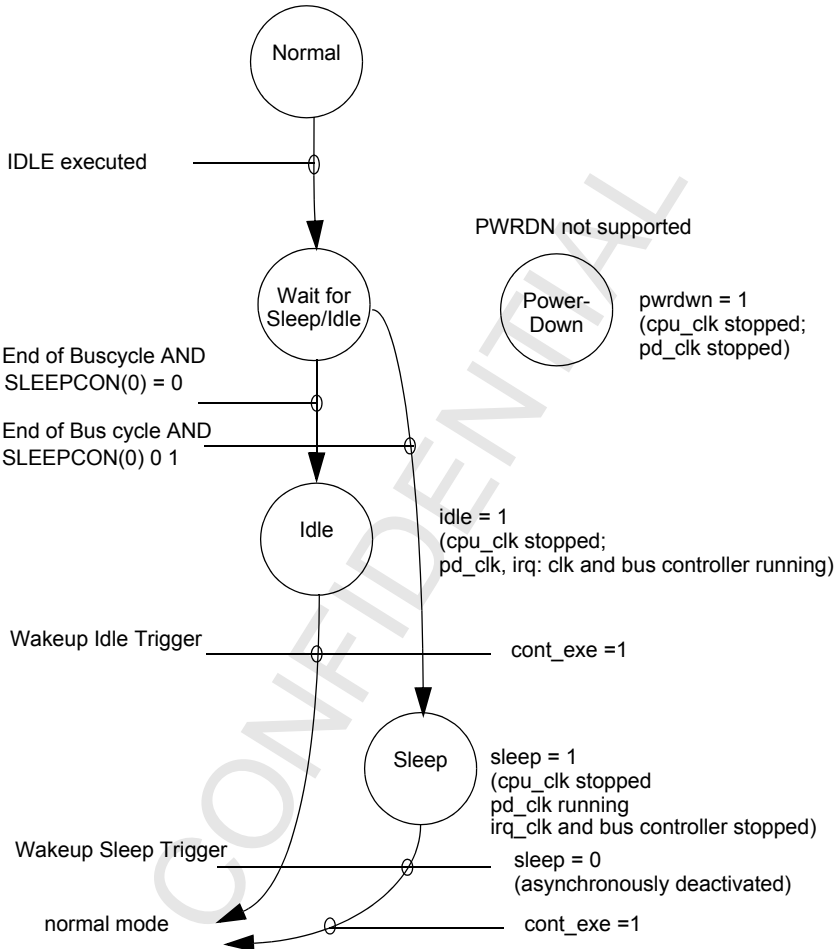 Normal
IDLE executed
PWRDN not supported
Wait for
Sleep/Idle
Power-
Down
pwrdwn = 1
(cpu_clk stopped;
pd_clk stopped)
End of Buscycle AND
SLEEPCON(0) = 0
End of Bus cycle AND
SLEEPCON(0) 0 1
Idle
idle = 1
(cpu_clk stopped;
pd_clk, irq: clk and bus controller running)
Wakeup Idle Trigger
cont_exe =1
Sleep
sleep = 1
(cpu_clk stopped
pd_clk running
irq_clk and bus controller stopped)
Wakeup Sleep Trigger
sleep = 0
(asynchronously deactivated)
normal mode
cont_exe =1
CONFIDENTIAL